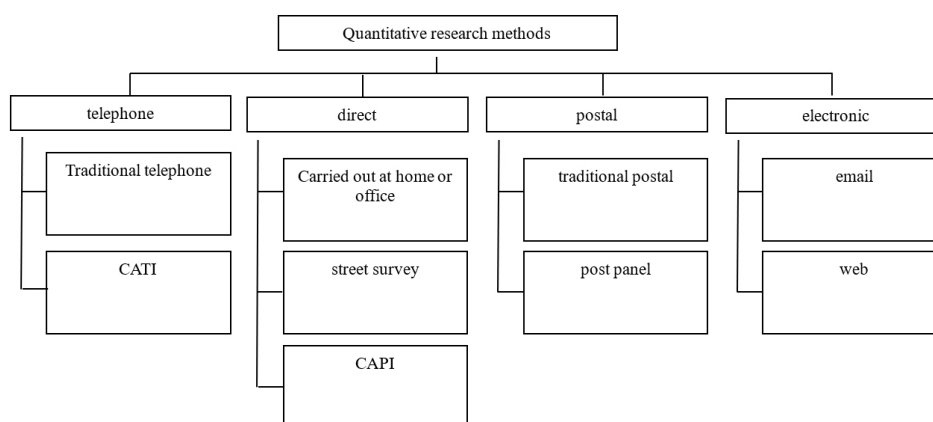 Quantitative research methods
telephone
direct
postal
electronic
Traditional telephone
Carried out at home or
office
traditional postal
email
CATI
street survey
post panel
web
CAPI